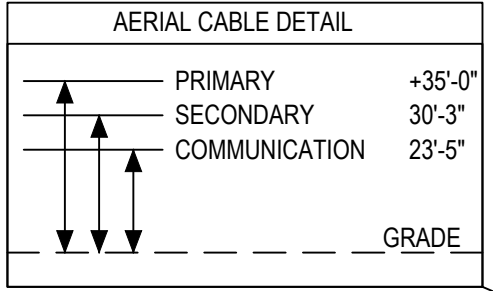 AERIAL CABLE DETAIL
PRIMARY +35'-0"
SECONDARY 30'-3"
COMMUNICATION 23'-5"
GRADE